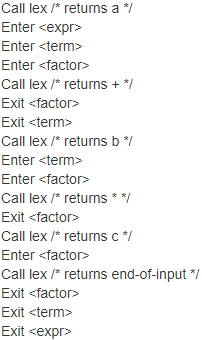 Call lex /* returns a */
Enter <expr>
Enter <term>
Enter <factor>
Call lex /* returns + */
Exit <factor>
Exit <term>
Call lex /* returns b */
Enter <term>
Enter <factor>
Call lex /* returns * */
Exit <factor>
Call lex /* returns c */
Enter <factor>
Call lex /* returns end-of-input */
Exit <factor>
Exit <term>
Exit <expr>